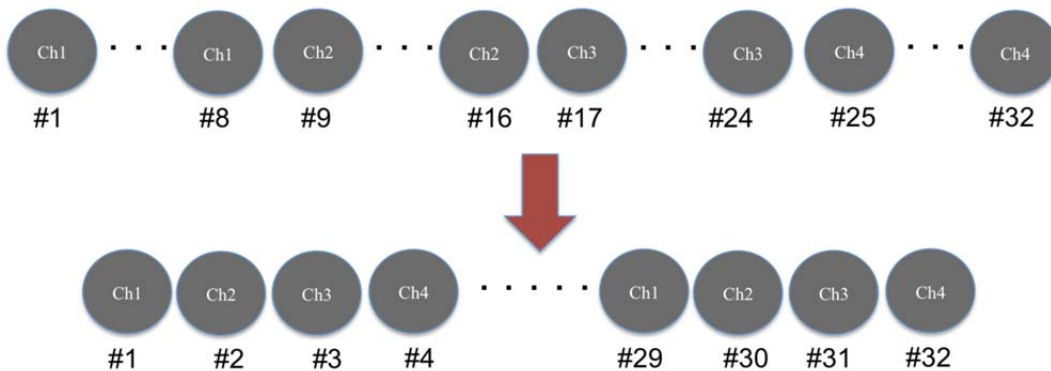 Ch1 . . . Ch1 Ch2 . . . Ch2 Ch3 . . . Ch3 Ch4 . . . Ch4
#1 #8 #9 #16 #17 #24 #25 #32
Ch1 Ch2 Ch3 Ch4 . . . . . Ch1 Ch2 Ch3 Ch4
#1 #2 #3 #4 #29 #30 #31 #32